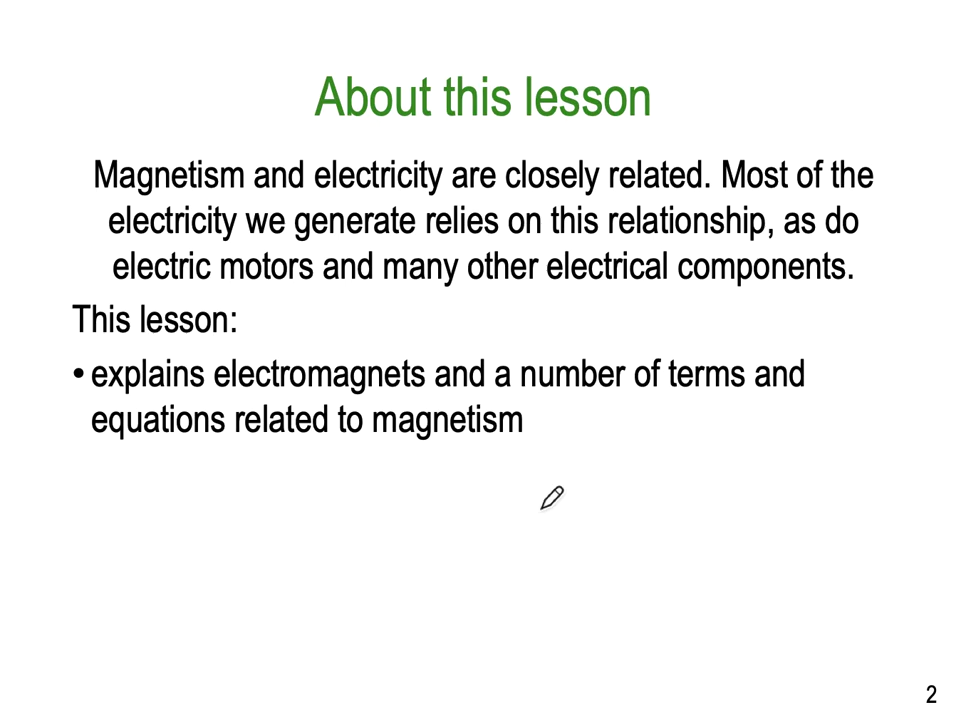 About this lesson
Magnetism and electricity are closely related. Most of the
electricity we generate relies on this relationship, as do
electric motors and many other electrical components.
This lesson:
• explains electromagnets and a number of terms and
equations related to magnetism
2